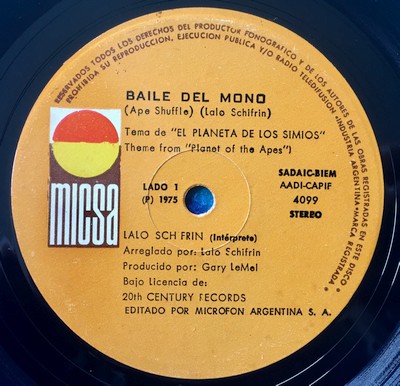 RESERVADOS TODOS LOS DERECHOS DEL PRODUCTOR FONOGRAFICO Y DE LOS AUTORES DE LAS OBRAS REGISTRADAS EN ESTE DISCO
PROHIBIDA SU REPRODUCCION, EJECUCION PUBLICA Y/O RADIO TELEDIFUSION • INDUSTRIA ARGENTINA • MARCA REGISTRADA •
BAILE DEL MONO
(Ape Shuffle) (Lalo Schifrin)
Tema de "EL PLANETA DE LOS SIMIOS"
Theme from "Planet of the Apes")
micsa
LADO 1
(P) 1975
SADAIC-BIEM
AADI-CAPIF
4099
STEREO
LALO SCH FRIN (Intérprete)
Arreglado por: Lalo Schifrin
Producido por: Gary LeMel
Bajo Licencia de:
20th CENTURY RECORDS
EDITADO POR MICROFON ARGENTINA S. A.